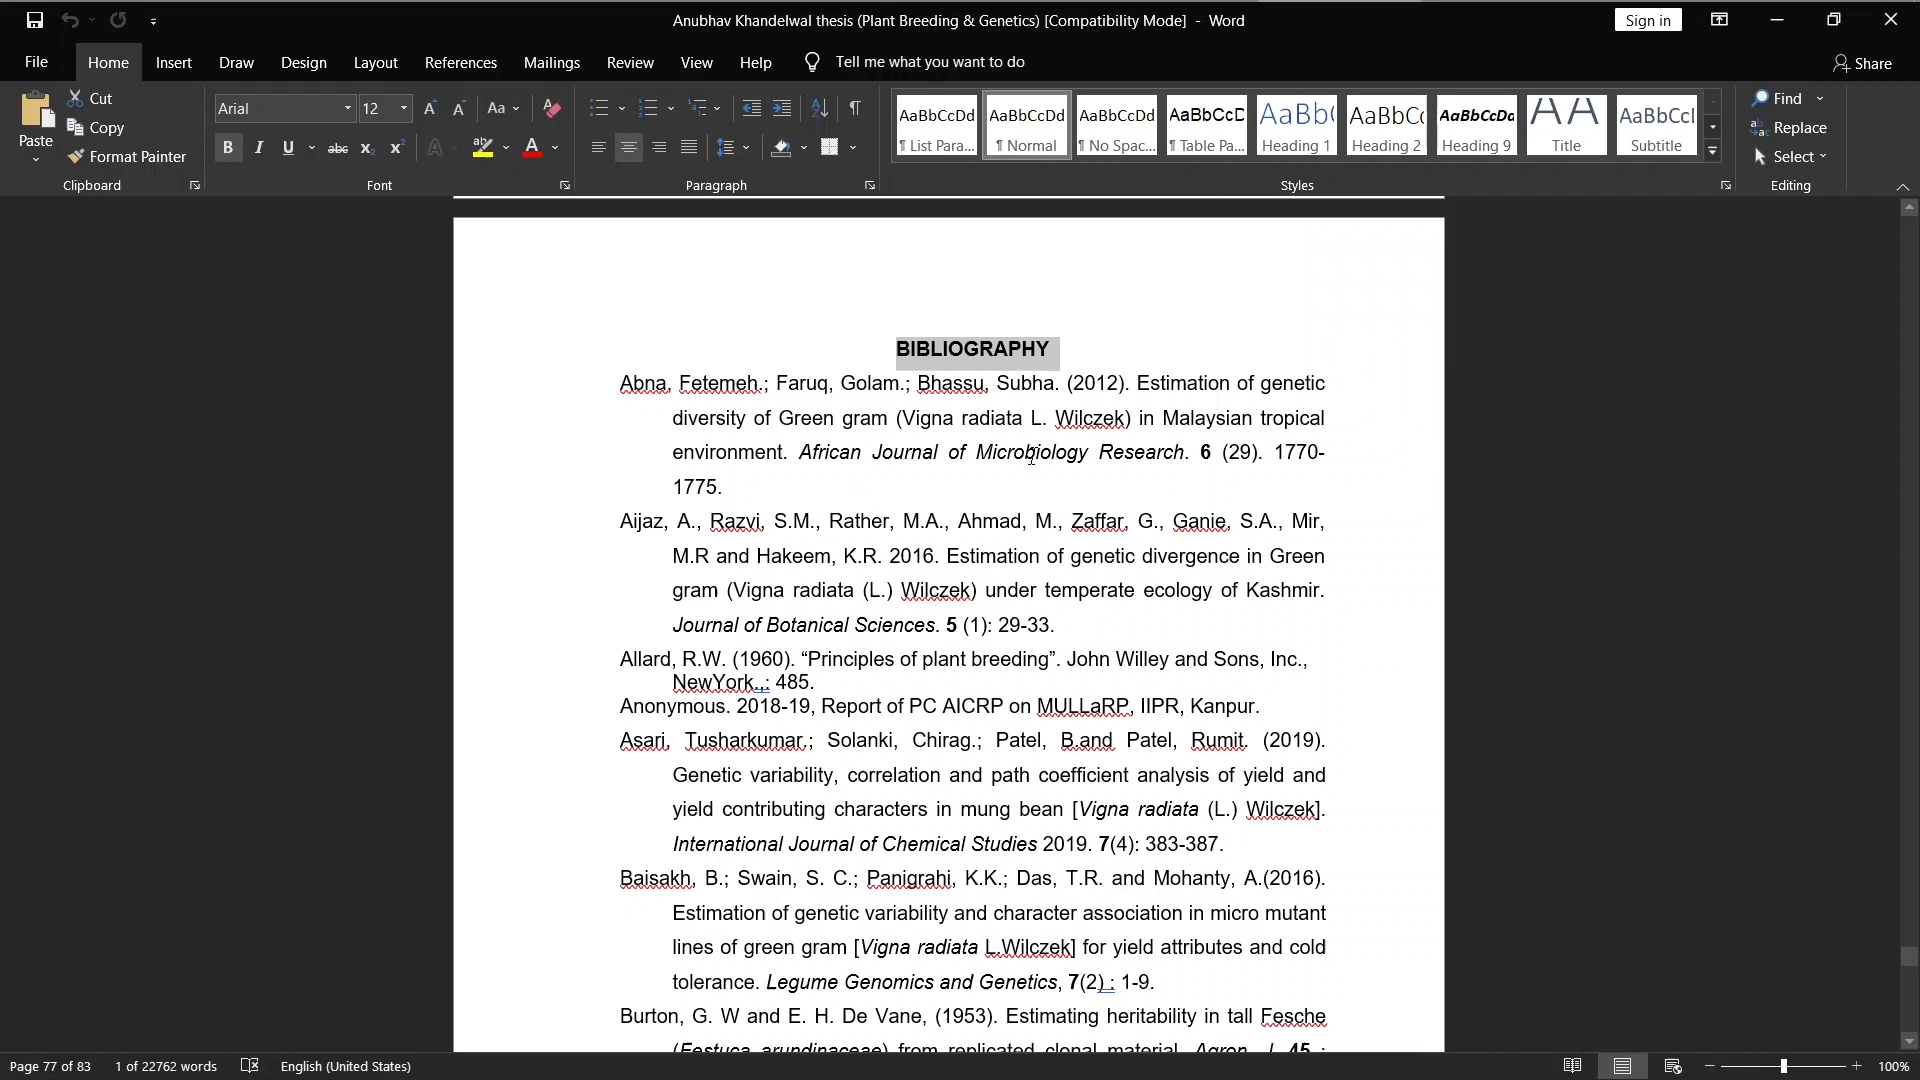 Anubhav Khandelwal thesis (Plant Breeding & Genetics) [Compatibility Mode] - Word
Sign in
File Home Insert Draw Design Layout References Mailings Review View Help Tell me what you want to do
Share
Paste
Cut
Copy
Format Painter
Clipboard
Arial 12 Aa
B I U abc x₂ x² A A
Font
Paragraph
AaBbCcDd AaBbCcDd AaBbCcDd AaBbCcD AaBb( AaBbC( AaBbCcDc AA AaBbCcl
¶ List Para... ¶ Normal ¶ No Spac... ¶ Table Pa... Heading 1 Heading 2 Heading 9 Title Subtitle
Styles
Find
Replace
Select
Editing
BIBLIOGRAPHY
Abna, Fetemeh.; Faruq, Golam.; Bhassu, Subha. (2012). Estimation of genetic
diversity of Green gram (Vigna radiata L. Wilczek) in Malaysian tropical
environment. African Journal of Microbiology Research. 6 (29). 1770-
1775.
Aijaz, A., Razvi, S.M., Rather, M.A., Ahmad, M., Zaffar, G., Ganie, S.A., Mir,
M.R and Hakeem, K.R. 2016. Estimation of genetic divergence in Green
gram (Vigna radiata (L.) Wilczek) under temperate ecology of Kashmir.
Journal of Botanical Sciences. 5 (1): 29-33.
Allard, R.W. (1960). “Principles of plant breeding”. John Willey and Sons, Inc.,
NewYork.,: 485.
Anonymous. 2018-19, Report of PC AICRP on MULLaRP, IIPR, Kanpur.
Asari, Tusharkumar.; Solanki, Chirag.; Patel, B.and Patel, Rumit. (2019).
Genetic variability, correlation and path coefficient analysis of yield and
yield contributing characters in mung bean [Vigna radiata (L.) Wilczek].
International Journal of Chemical Studies 2019. 7(4): 383-387.
Baisakh, B.; Swain, S. C.; Panigrahi, K.K.; Das, T.R. and Mohanty, A.(2016).
Estimation of genetic variability and character association in micro mutant
lines of green gram [Vigna radiata L.Wilczek] for yield attributes and cold
tolerance. Legume Genomics and Genetics, 7(2) : 1-9.
Burton, G. W and E. H. De Vane, (1953). Estimating heritability in tall Fesche
(Festuca arundinaceae) from replicated clonal material. Agron. J. 45 :
Page 77 of 83 1 of 22762 words English (United States) 100%